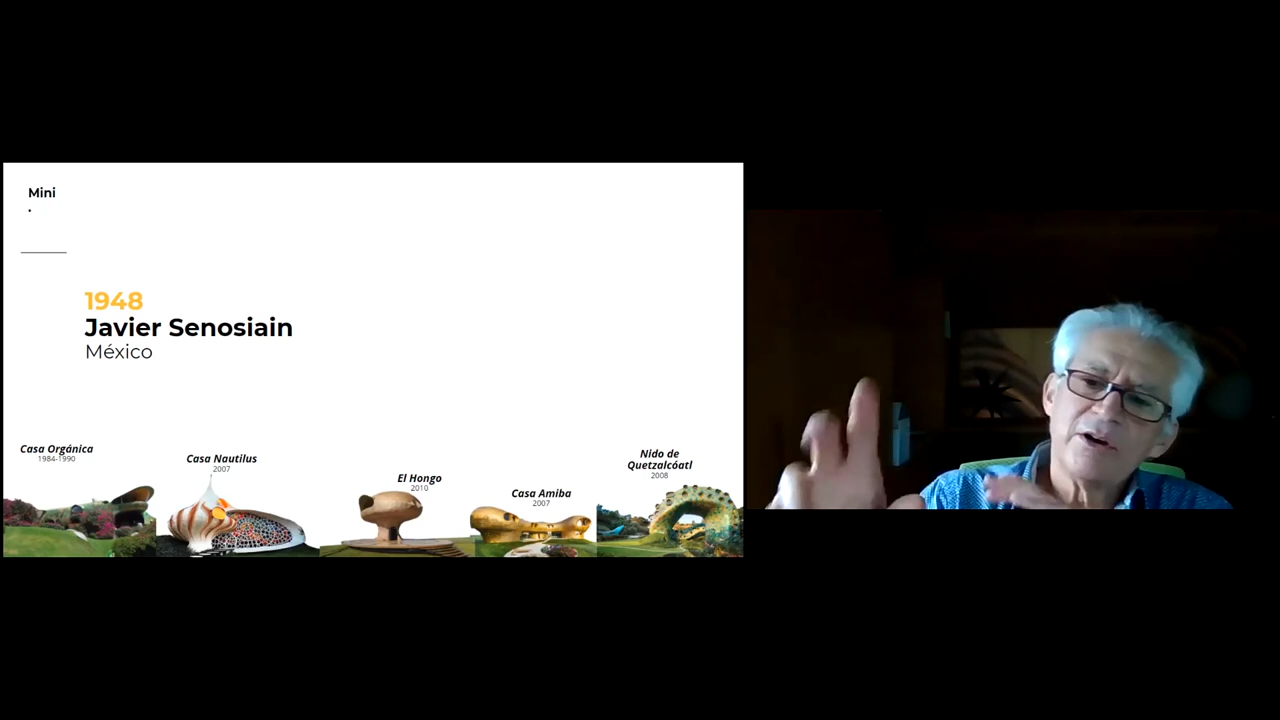 Mini
.
1948
Javier Senosiain
México
Casa Orgánica
1984-1990
Casa Nautilus
2007
El Hongo
2010
Casa Amiba
2007
Nido de
Quetzalcóatl
2008